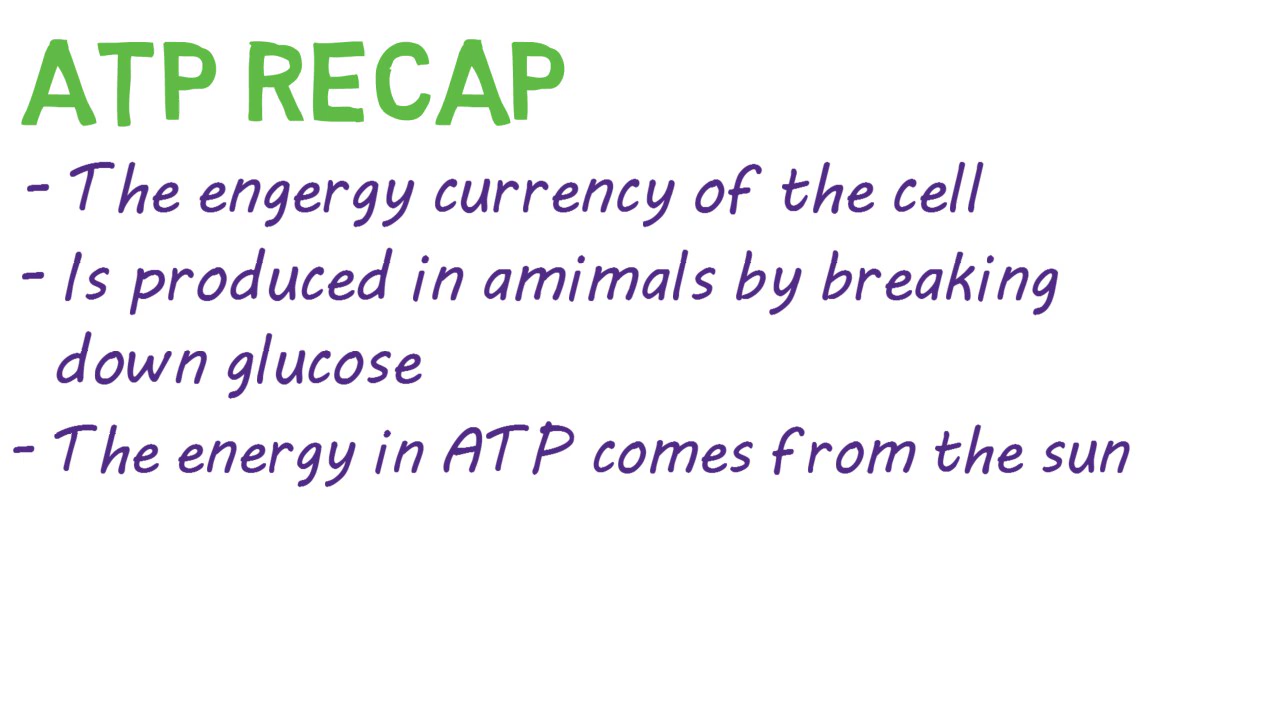 ATP RECAP
- The engergy currency of the cell
- Is produced in amimals by breaking
down glucose
- The energy in ATP comes from the sun